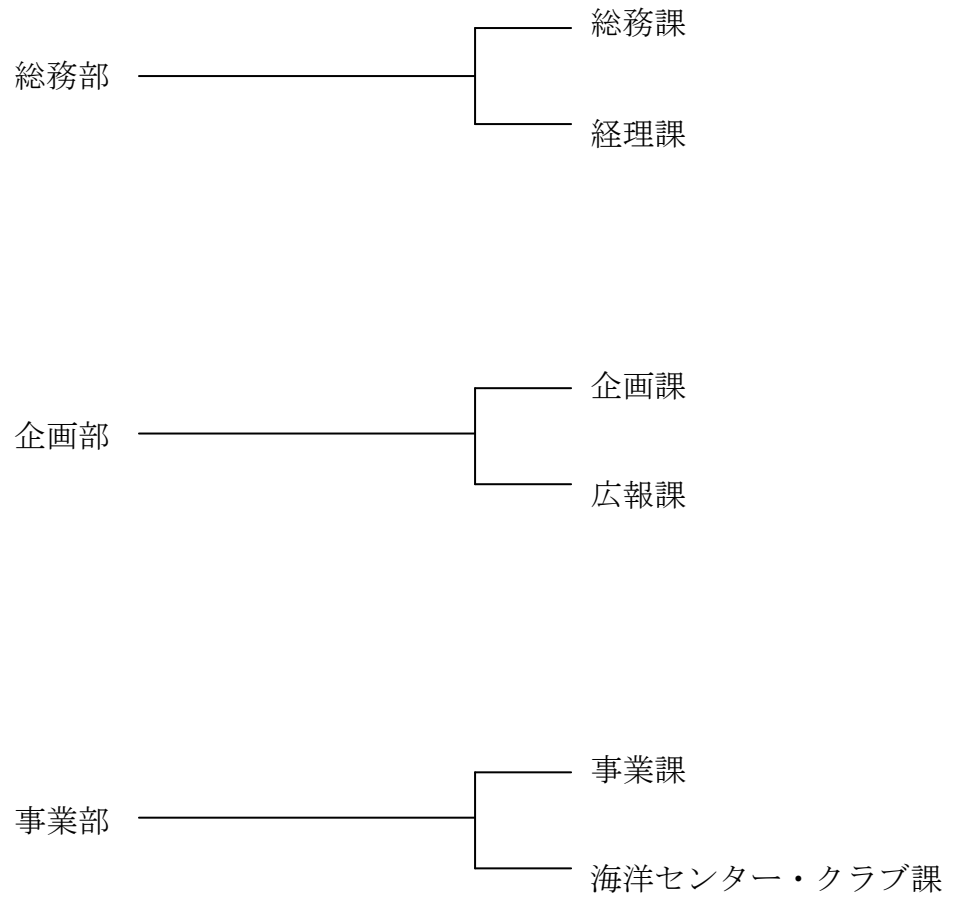 総務部
総務課
経理課
企画部
企画課
広報課
事業部
事業課
海洋センター・クラブ課